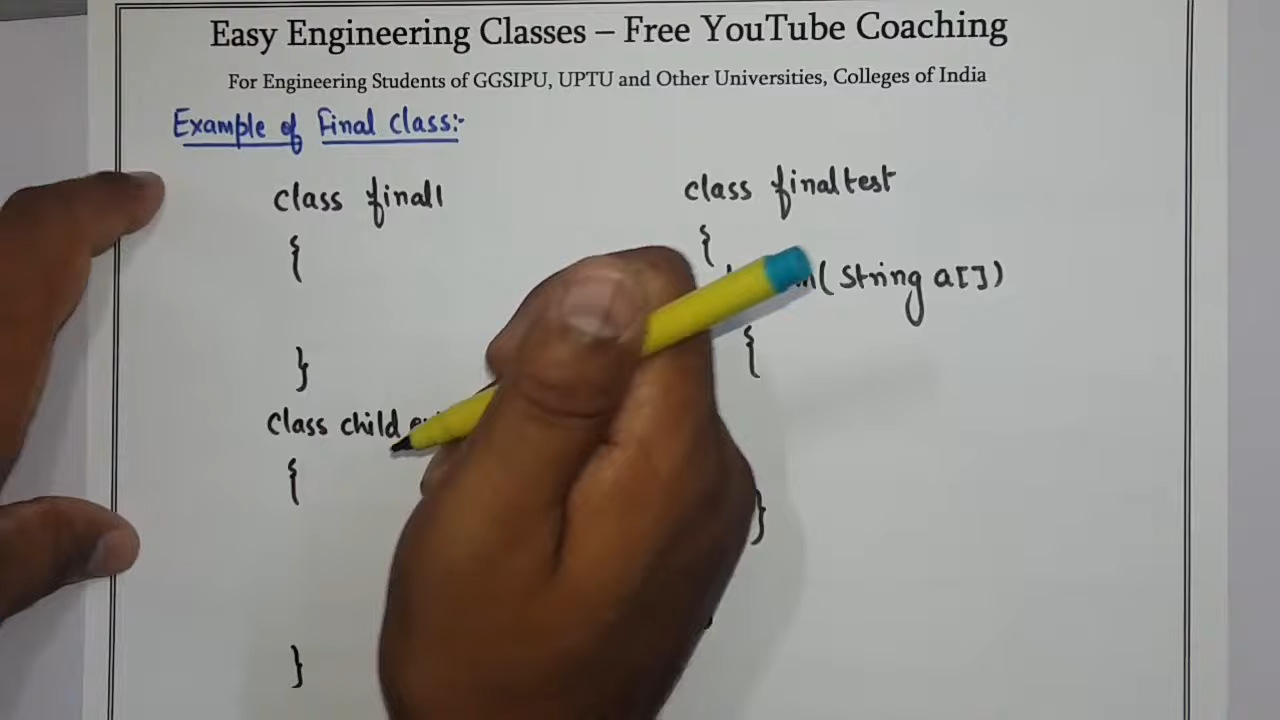 Easy Engineering Classes – Free YouTube Coaching
For Engineering Students of GGSIPU, UPTU and Other Universities, Colleges of India
Example of Final Class:-
class final1
{
}
class child
{
}
class finaltest
{
(String a[])
{
}